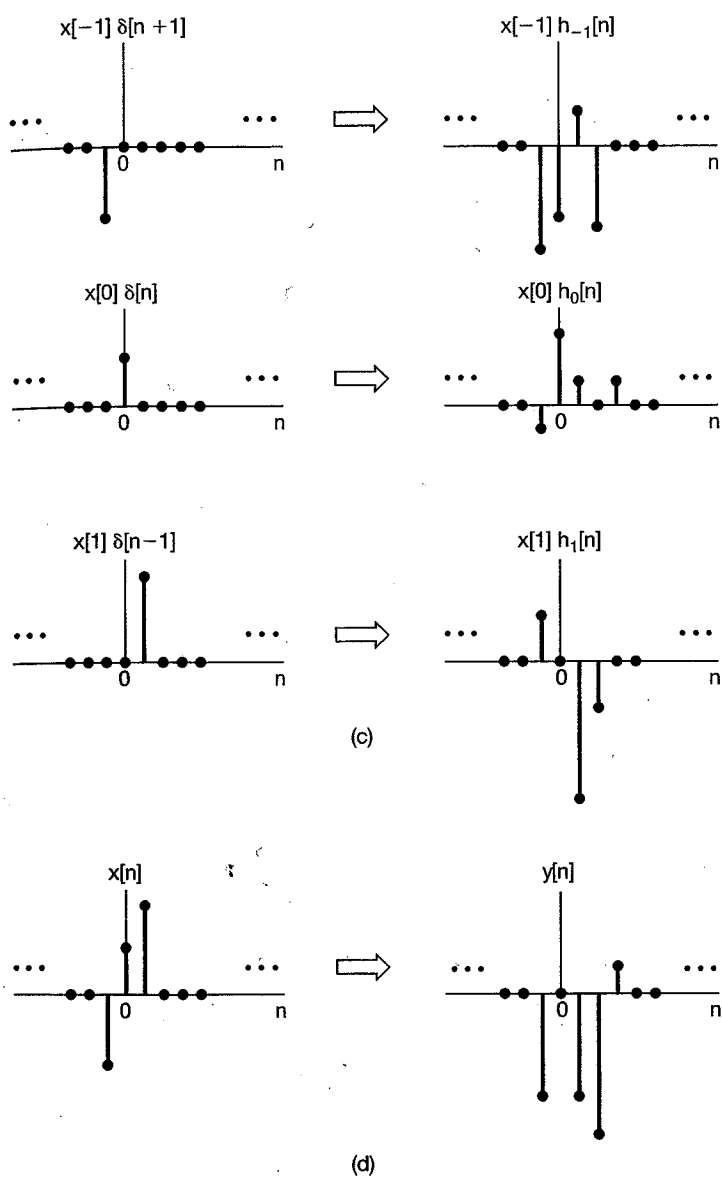 x[-1] δ[n +1]
x[-1] h₋₁[n]
... ... ... ...
0 n 0 n
x[0] δ[n]
x[0] h₀[n]
... ... ... ...
0 n 0 n
x[1] δ[n-1]
x[1] h₁[n]
... ... ... ...
0 n 0 n
(c)
x[n]
y[n]
... ... ... ...
0 n 0 n
(d)